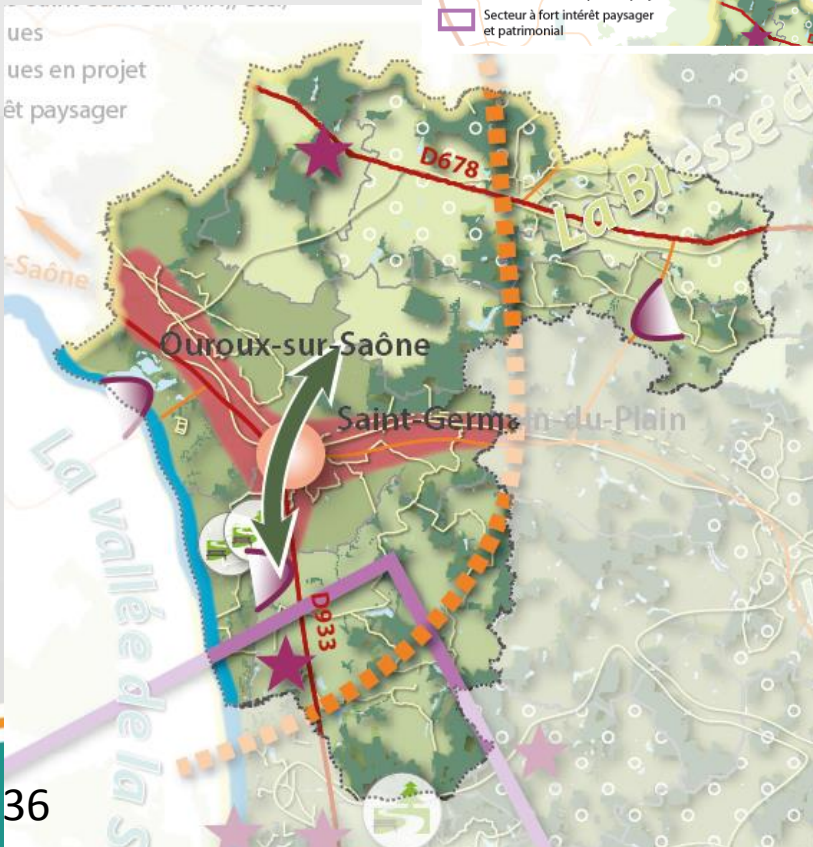 Secteur à fort intérêt paysager
et patrimonial
ues
ues en projet
êt paysager
D678
La Bresse
-Saône
Ouroux-sur-Saône
Saint-Germain-du-Plain
D933
La vallée de la S
36